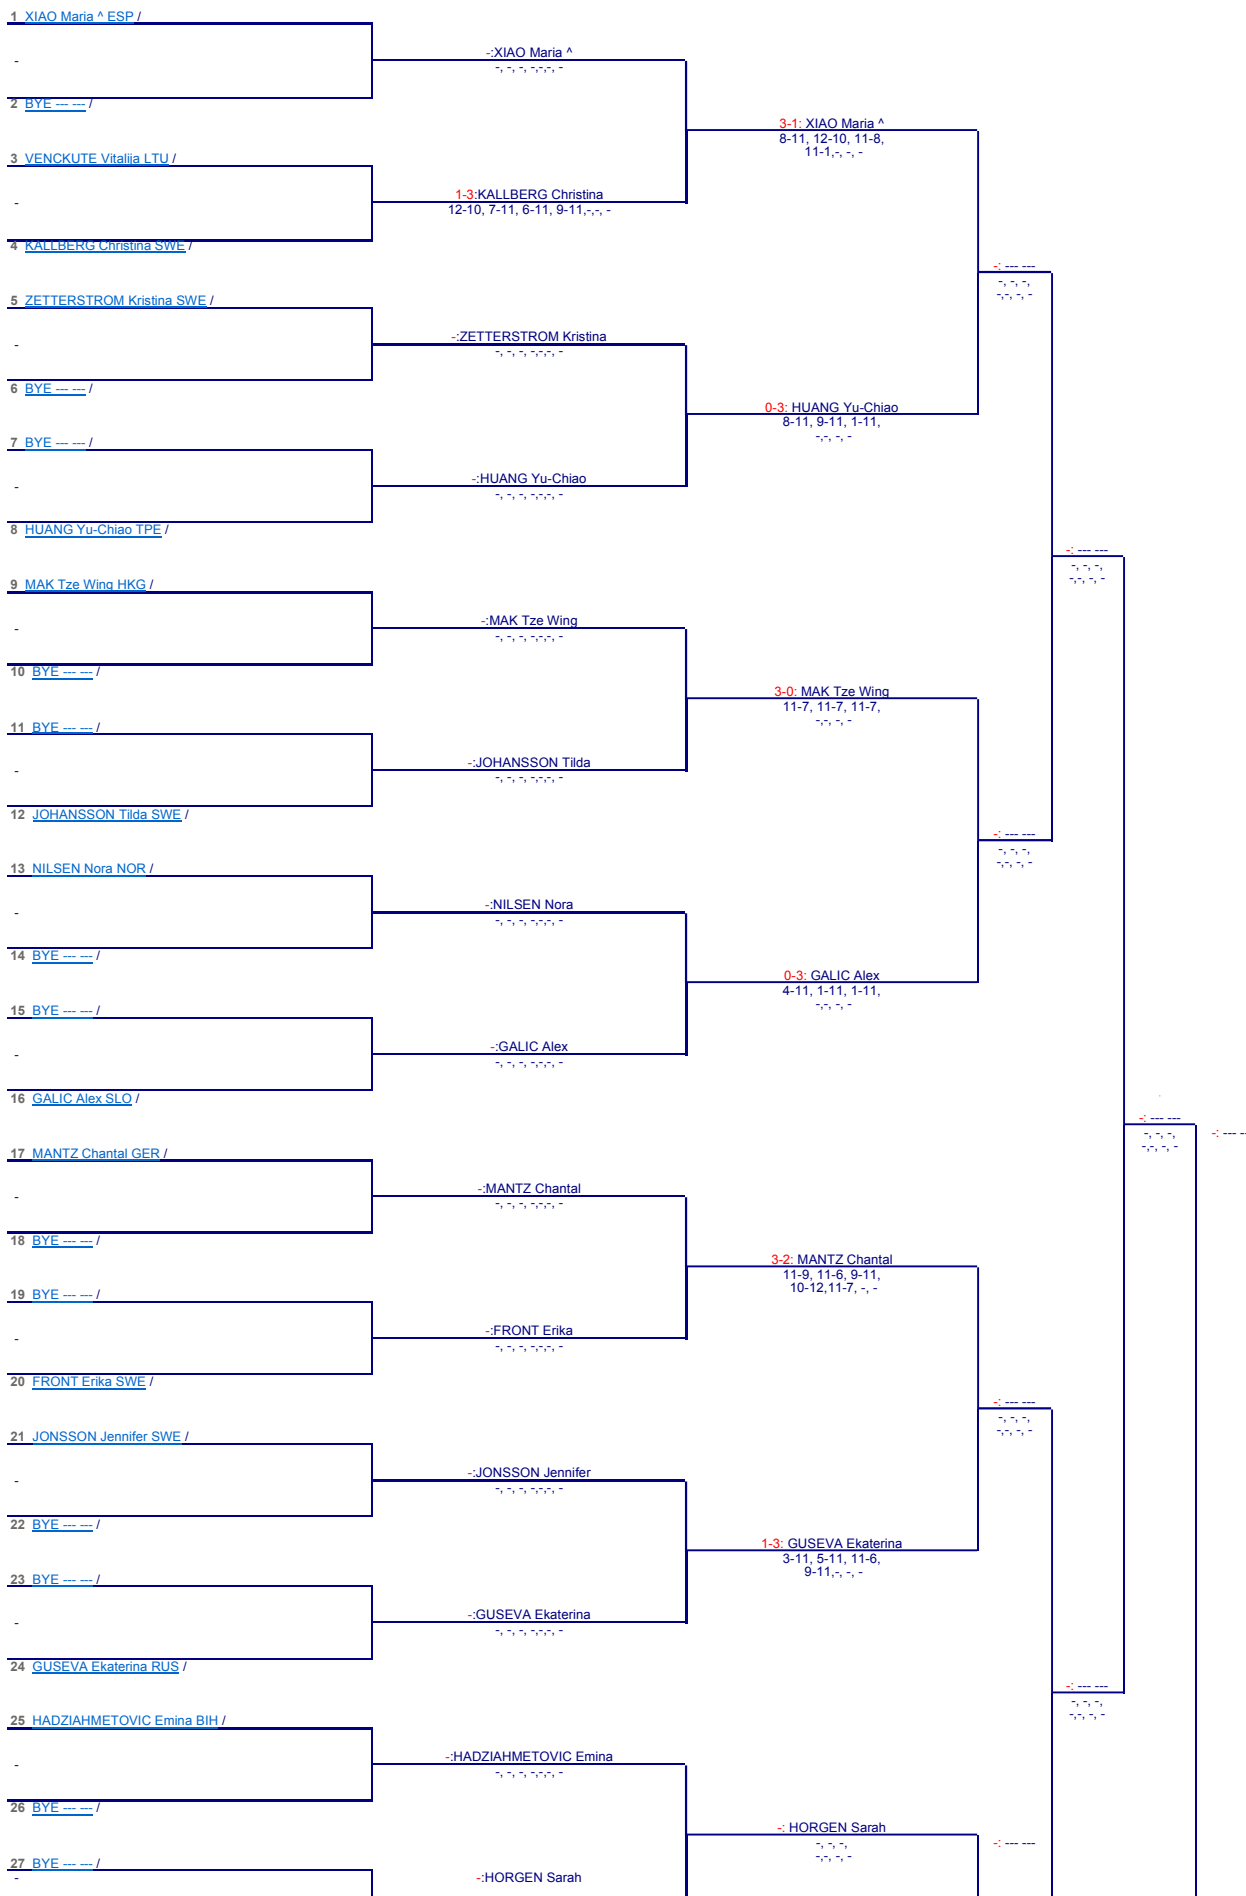 1 XIAO Maria ^ ESP /
-:XIAO Maria ^
-
-, -, -, -,-,-, -
2 BYE --- --- /
3-1: XIAO Maria ^
8-11, 12-10, 11-8,
11-1,-, -, -
3 VENCKUTE Vitalija LTU /
1-3:KALLBERG Christina
-
12-10, 7-11, 6-11, 9-11,-,-, -
4 KALLBERG Christina SWE /
-: --- ---
-, -, -,
-,-, -, -
5 ZETTERSTROM Kristina SWE /
-:ZETTERSTROM Kristina
-
-, -, -, -,-,-, -
6 BYE --- --- /
0-3: HUANG Yu-Chiao
8-11, 9-11, 1-11,
-,-, -, -
7 BYE --- --- /
-:HUANG Yu-Chiao
-
-, -, -, -,-,-, -
8 HUANG Yu-Chiao TPE /
-: --- ---
-, -, -,
-,-, -, -
9 MAK Tze Wing HKG /
-:MAK Tze Wing
-
-, -, -, -,-,-, -
10 BYE --- --- /
3-0: MAK Tze Wing
11-7, 11-7, 11-7,
-,-, -, -
11 BYE --- --- /
-:JOHANSSON Tilda
-
-, -, -, -,-,-, -
12 JOHANSSON Tilda SWE /
-: --- ---
-, -, -,
-,-, -, -
13 NILSEN Nora NOR /
-:NILSEN Nora
-
-, -, -, -,-,-, -
14 BYE --- --- /
0-3: GALIC Alex
4-11, 1-11, 1-11,
-,-, -, -
15 BYE --- --- /
-:GALIC Alex
-
-, -, -, -,-,-, -
16 GALIC Alex SLO /
-: --- ---
-, -, -,
-,-, -, -
-: --- --
17 MANTZ Chantal GER /
-:MANTZ Chantal
-
-, -, -, -,-,-, -
18 BYE --- --- /
3-2: MANTZ Chantal
11-9, 11-6, 9-11,
10-12,11-7, -, -
19 BYE --- --- /
-:FRONT Erika
-
-, -, -, -,-,-, -
20 FRONT Erika SWE /
-: --- ---
-, -, -,
-,-, -, -
21 JONSSON Jennifer SWE /
-:JONSSON Jennifer
-
-, -, -, -,-,-, -
22 BYE --- --- /
1-3: GUSEVA Ekaterina
3-11, 5-11, 11-6,
9-11,-, -, -
23 BYE --- --- /
-:GUSEVA Ekaterina
-
-, -, -, -,-,-, -
24 GUSEVA Ekaterina RUS /
-: --- ---
-, -, -,
-,-, -, -
25 HADZIAHMETOVIC Emina BIH /
-:HADZIAHMETOVIC Emina
-
-, -, -, -,-,-, -
26 BYE --- --- /
-: HORGEN Sarah
-, -, -,
-,-, -, -
-: --- ---
27 BYE --- --- /
-
-:HORGEN Sarah